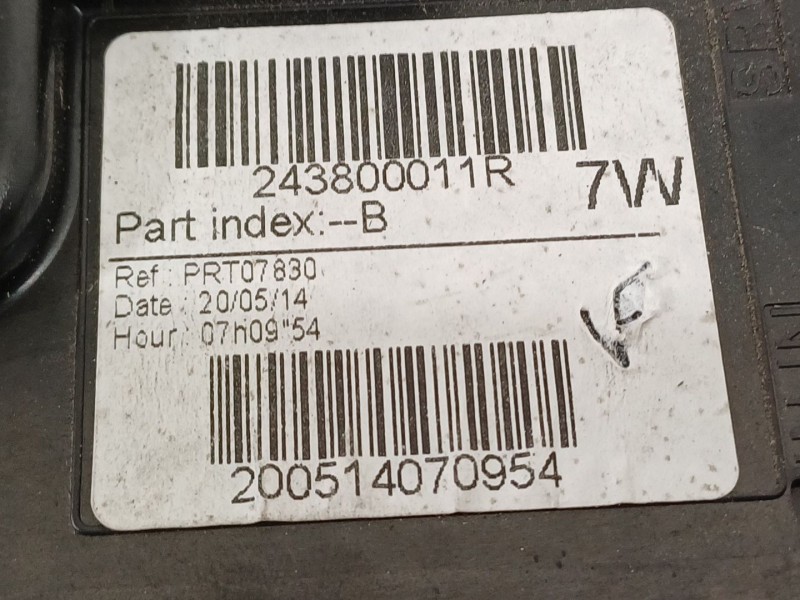 243800011R
7W
Part index:--B
Ref : PRT07830
Date : 20/05/14
Hour : 07h09"54
200514070954